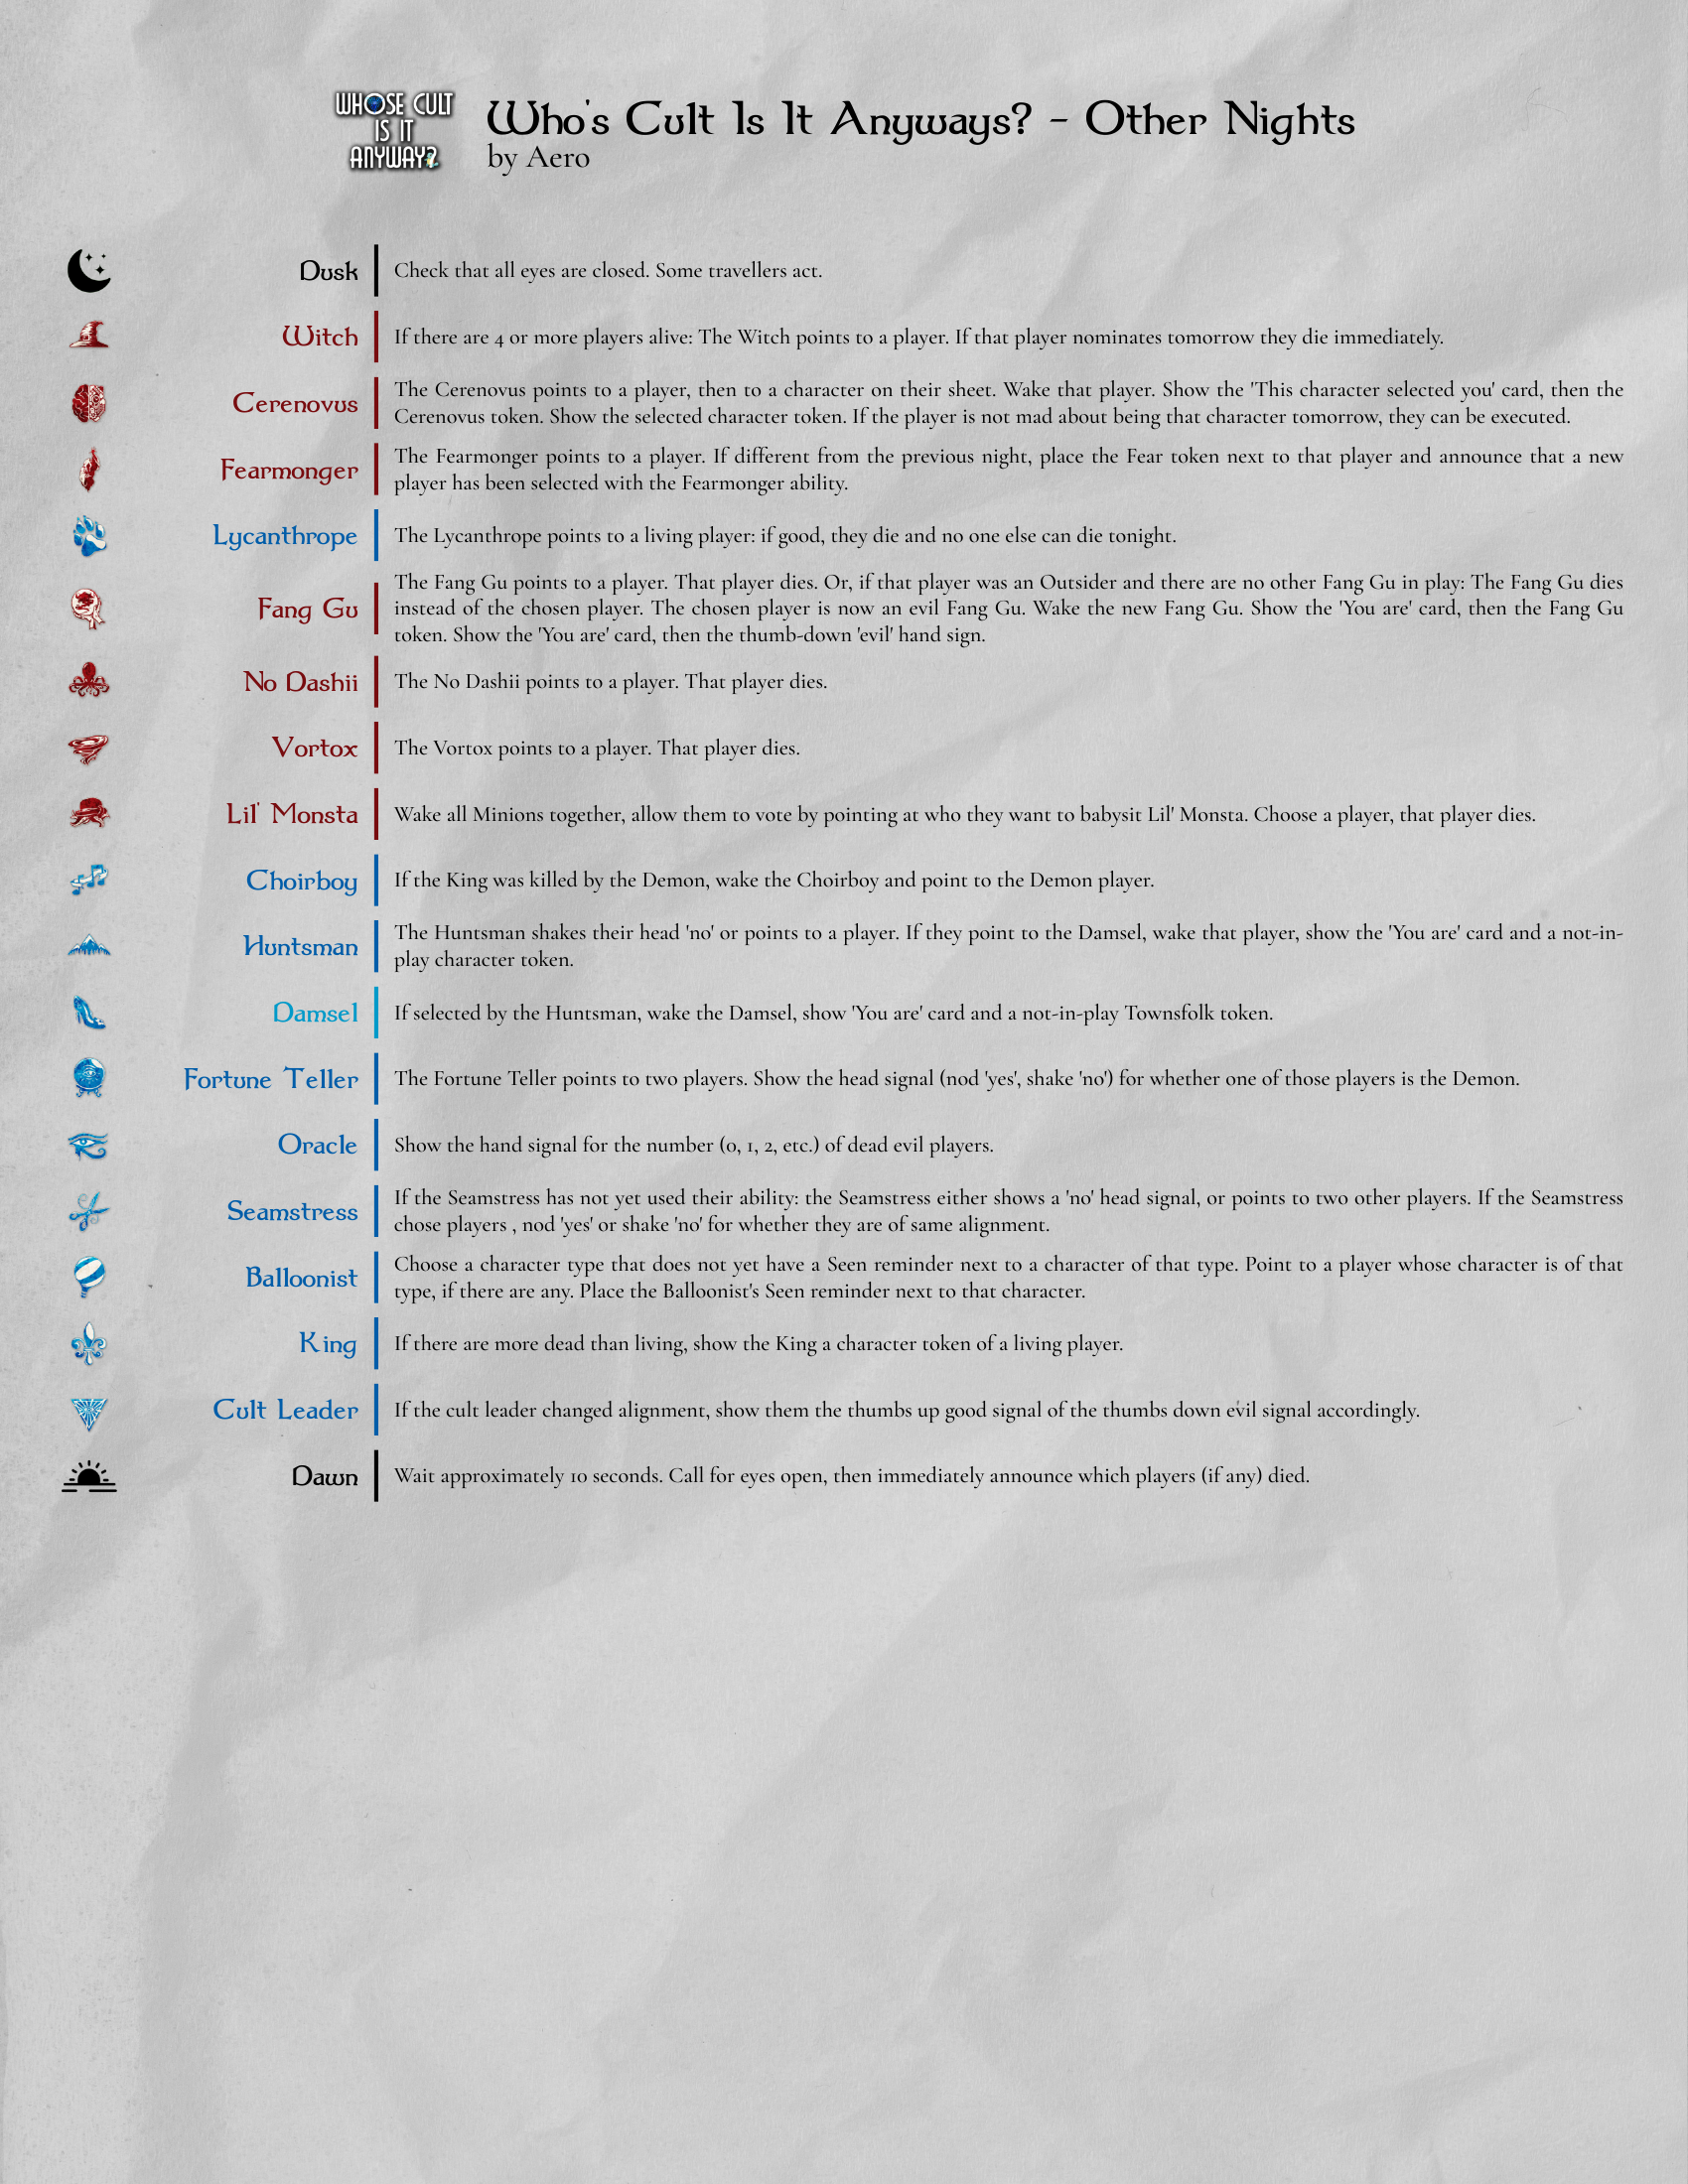 WHOSE CULT
IS IT
ANYWAY?
Who's Cult Is It Anyways? - Other Nights
by Aero
Dusk
Check that all eyes are closed. Some travellers act.
Witch
If there are 4 or more players alive: The Witch points to a player. If that player nominates tomorrow they die immediately.
Cerenovus
The Cerenovus points to a player, then to a character on their sheet. Wake that player. Show the 'This character selected you' card, then the
Cerenovus token. Show the selected character token. If the player is not mad about being that character tomorrow, they can be executed.
Fearmonger
The Fearmonger points to a player. If different from the previous night, place the Fear token next to that player and announce that a new
player has been selected with the Fearmonger ability.
Lycanthrope
The Lycanthrope points to a living player: if good, they die and no one else can die tonight.
Fang Gu
The Fang Gu points to a player. That player dies. Or, if that player was an Outsider and there are no other Fang Gu in play: The Fang Gu dies
instead of the chosen player. The chosen player is now an evil Fang Gu. Wake the new Fang Gu. Show the 'You are' card, then the Fang Gu
token. Show the 'You are' card, then the thumb-down 'evil' hand sign.
No Dashii
The No Dashii points to a player. That player dies.
Vortox
The Vortox points to a player. That player dies.
Lil' Monsta
Wake all Minions together, allow them to vote by pointing at who they want to babysit Lil' Monsta. Choose a player, that player dies.
Choirboy
If the King was killed by the Demon, wake the Choirboy and point to the Demon player.
Huntsman
The Huntsman shakes their head 'no' or points to a player. If they point to the Damsel, wake that player, show the 'You are' card and a not-in-
play character token.
Damsel
If selected by the Huntsman, wake the Damsel, show 'You are' card and a not-in-play Townsfolk token.
Fortune Teller
The Fortune Teller points to two players. Show the head signal (nod 'yes', shake 'no') for whether one of those players is the Demon.
Oracle
Show the hand signal for the number (0, 1, 2, etc.) of dead evil players.
Seamstress
If the Seamstress has not yet used their ability: the Seamstress either shows a 'no' head signal, or points to two other players. If the Seamstress
chose players , nod 'yes' or shake 'no' for whether they are of same alignment.
Balloonist
Choose a character type that does not yet have a Seen reminder next to a character of that type. Point to a player whose character is of that
type, if there are any. Place the Balloonist's Seen reminder next to that character.
King
If there are more dead than living, show the King a character token of a living player.
Cult Leader
If the cult leader changed alignment, show them the thumbs up good signal of the thumbs down evil signal accordingly.
Dawn
Wait approximately 10 seconds. Call for eyes open, then immediately announce which players (if any) died.